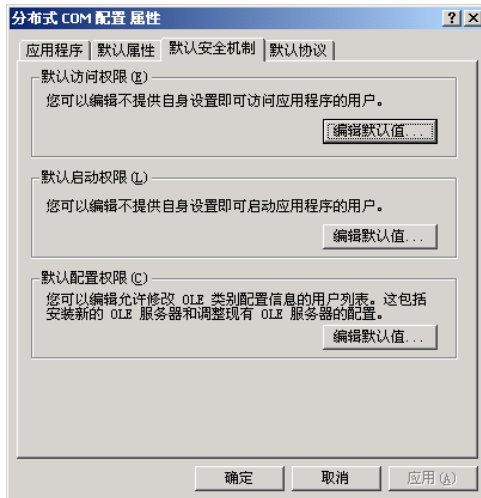 分布式 COM 配置 属性
应用程序 默认属性 默认安全机制 默认协议
默认访问权限(E)
您可以编辑不提供自身设置即可访问应用程序的用户。
编辑默认值...
默认启动权限(L)
您可以编辑不提供自身设置即可启动应用程序的用户。
编辑默认值...
默认配置权限(C)
您可以编辑允许修改 OLE 类别配置信息的用户列表。这包括
安装新的 OLE 服务器和调整现有 OLE 服务器的配置。
编辑默认值...
确定 取消 应用(A)